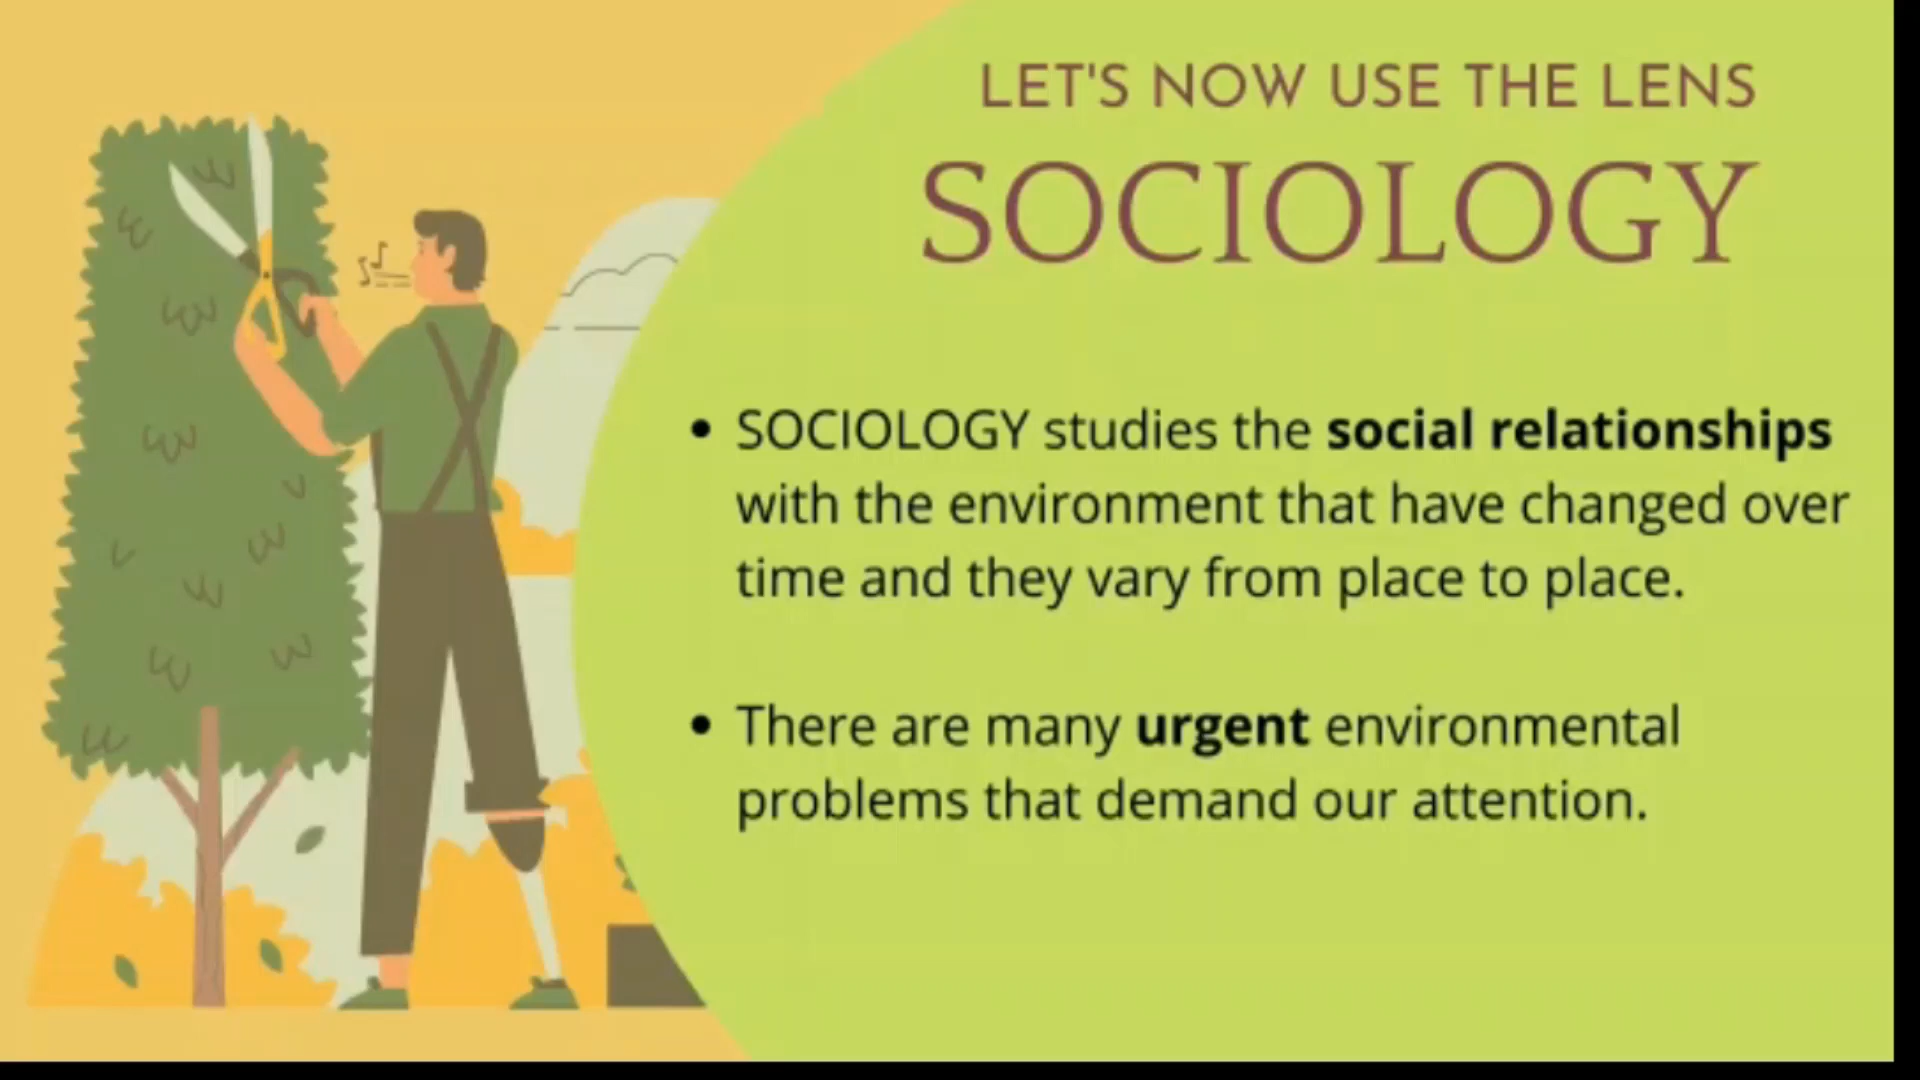 LET'S NOW USE THE LENS
SOCIOLOGY
• SOCIOLOGY studies the social relationships
with the environment that have changed over
time and they vary from place to place.
• There are many urgent environmental
problems that demand our attention.